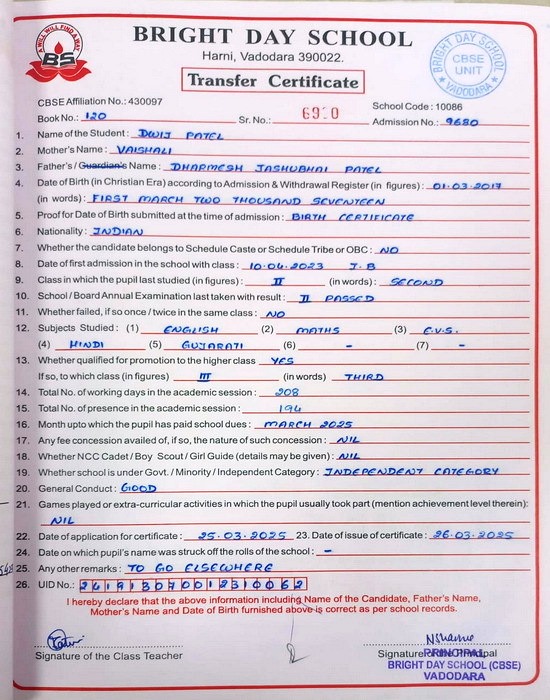 A WILL WILL FIND A WAY
BS
BRIGHT DAY SCHOOL
Harni, Vadodara 390022.
BRIGHT DAY SCHOOL
CBSE
UNIT
VADODARA
Transfer Certificate
CBSE Affiliation No.: 430097
School Code : 10086
Book No.: 120 Sr. No.: 6910 Admission No.: 9680
1. Name of the Student : DWIJ PATEL
2. Mother's Name : VAISHALI
3. Father's / Guardian's Name : DHARMESH JASHUBHAI PATEL
4. Date of Birth (in Christian Era) according to Admission & Withdrawal Register (in figures) : 01·03·2017
(in words) : FIRST MARCH TWO THOUSAND SEVENTEEN
5. Proof for Date of Birth submitted at the time of admission : BIRTH CERTIFICATE
6. Nationality : INDIAN
7. Whether the candidate belongs to Schedule Caste or Schedule Tribe or OBC : NO
8. Date of first admission in the school with class : 10·04·2023 I·B
9. Class in which the pupil last studied (in figures) : II (in words) : SECOND
10. School / Board Annual Examination last taken with result : II PASSED
11. Whether failed, if so once / twice in the same class : NO
12. Subjects Studied : (1) ENGLISH (2) MATHS (3) E.V.S.
(4) HINDI (5) GUJARATI (6) - (7) -
13. Whether qualified for promotion to the higher class YES
If so, to which class (in figures) III (in words) THIRD
14. Total No. of working days in the academic session : 208
15. Total No. of presence in the academic session : 194
16. Month upto which the pupil has paid school dues : MARCH 2025
17. Any fee concession availed of, if so, the nature of such concession : NIL
18. Whether NCC Cadet / Boy Scout / Girl Guide (details may be given) : NIL
19. Whether school is under Govt. / Minority / Independent Category : INDEPENDENT CATEGORY
20. General Conduct : GOOD
21. Games played or extra-curricular activities in which the pupil usually took part (mention achievement level therein) :
NIL
22. Date of application for certificate : 25·03·2025 23. Date of issue of certificate : 26·03·2025
24. Date on which pupil's name was struck off the rolls of the school : -
25. Any other remarks : TO GO ELSEWHERE
26. UID No.: 241913070012310062
I hereby declare that the above information including Name of the Candidate, Father's Name,
Mother's Name and Date of Birth furnished above is correct as per school records.
Signature of the Class Teacher
Signature of the Principal
PRINCIPAL
BRIGHT DAY SCHOOL (CBSE)
VADODARA